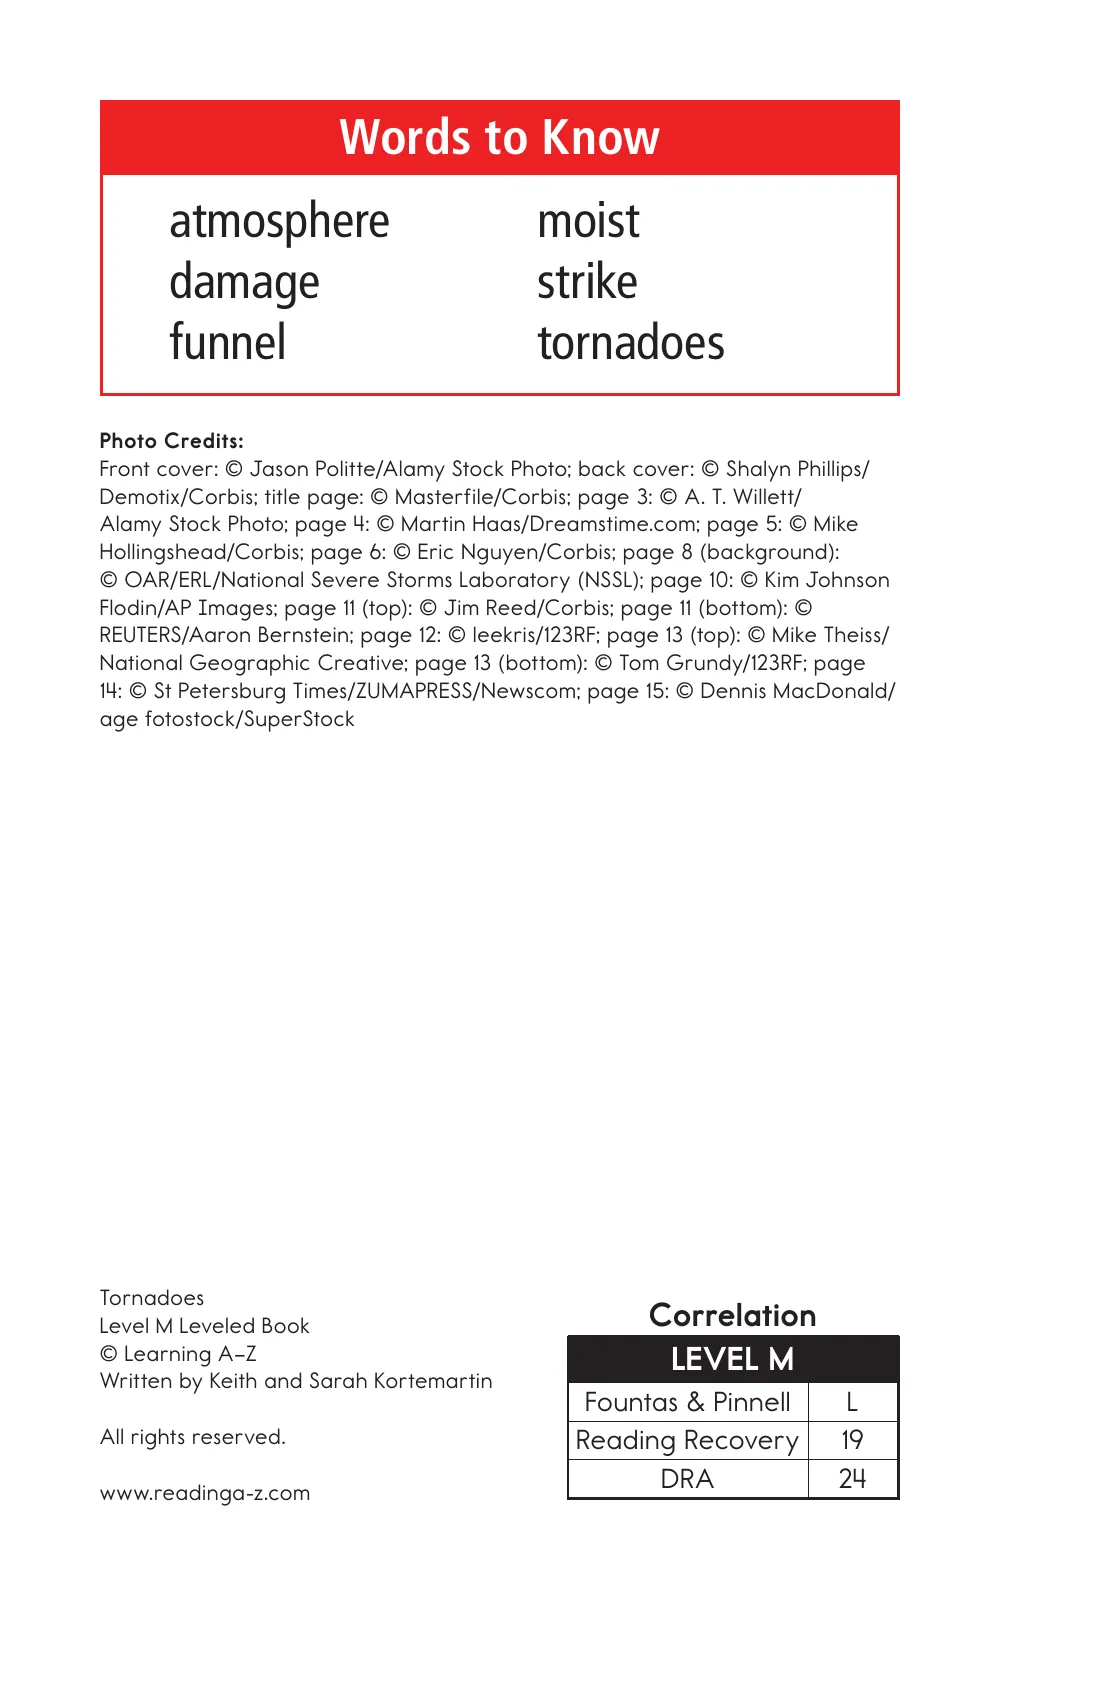 Words to Know
atmosphere
damage
funnel
moist
strike
tornadoes
Photo Credits:
Front cover: © Jason Politte/Alamy Stock Photo; back cover: © Shalyn Phillips/
Demotix/Corbis; title page: © Masterfile/Corbis; page 3: © A. T. Willett/
Alamy Stock Photo; page 4: © Martin Haas/Dreamstime.com; page 5: © Mike
Hollingshead/Corbis; page 6: © Eric Nguyen/Corbis; page 8 (background):
© OAR/ERL/National Severe Storms Laboratory (NSSL); page 10: © Kim Johnson
Flodin/AP Images; page 11 (top): © Jim Reed/Corbis; page 11 (bottom): ©
REUTERS/Aaron Bernstein; page 12: © leekris/123RF; page 13 (top): © Mike Theiss/
National Geographic Creative; page 13 (bottom): © Tom Grundy/123RF; page
14: © St Petersburg Times/ZUMAPRESS/Newscom; page 15: © Dennis MacDonald/
age fotostock/SuperStock
Tornadoes
Level M Leveled Book
© Learning A–Z
Written by Keith and Sarah Kortemartin
All rights reserved.
www.readinga-z.com
Correlation
LEVEL M
Fountas & Pinnell L
Reading Recovery 19
DRA 24